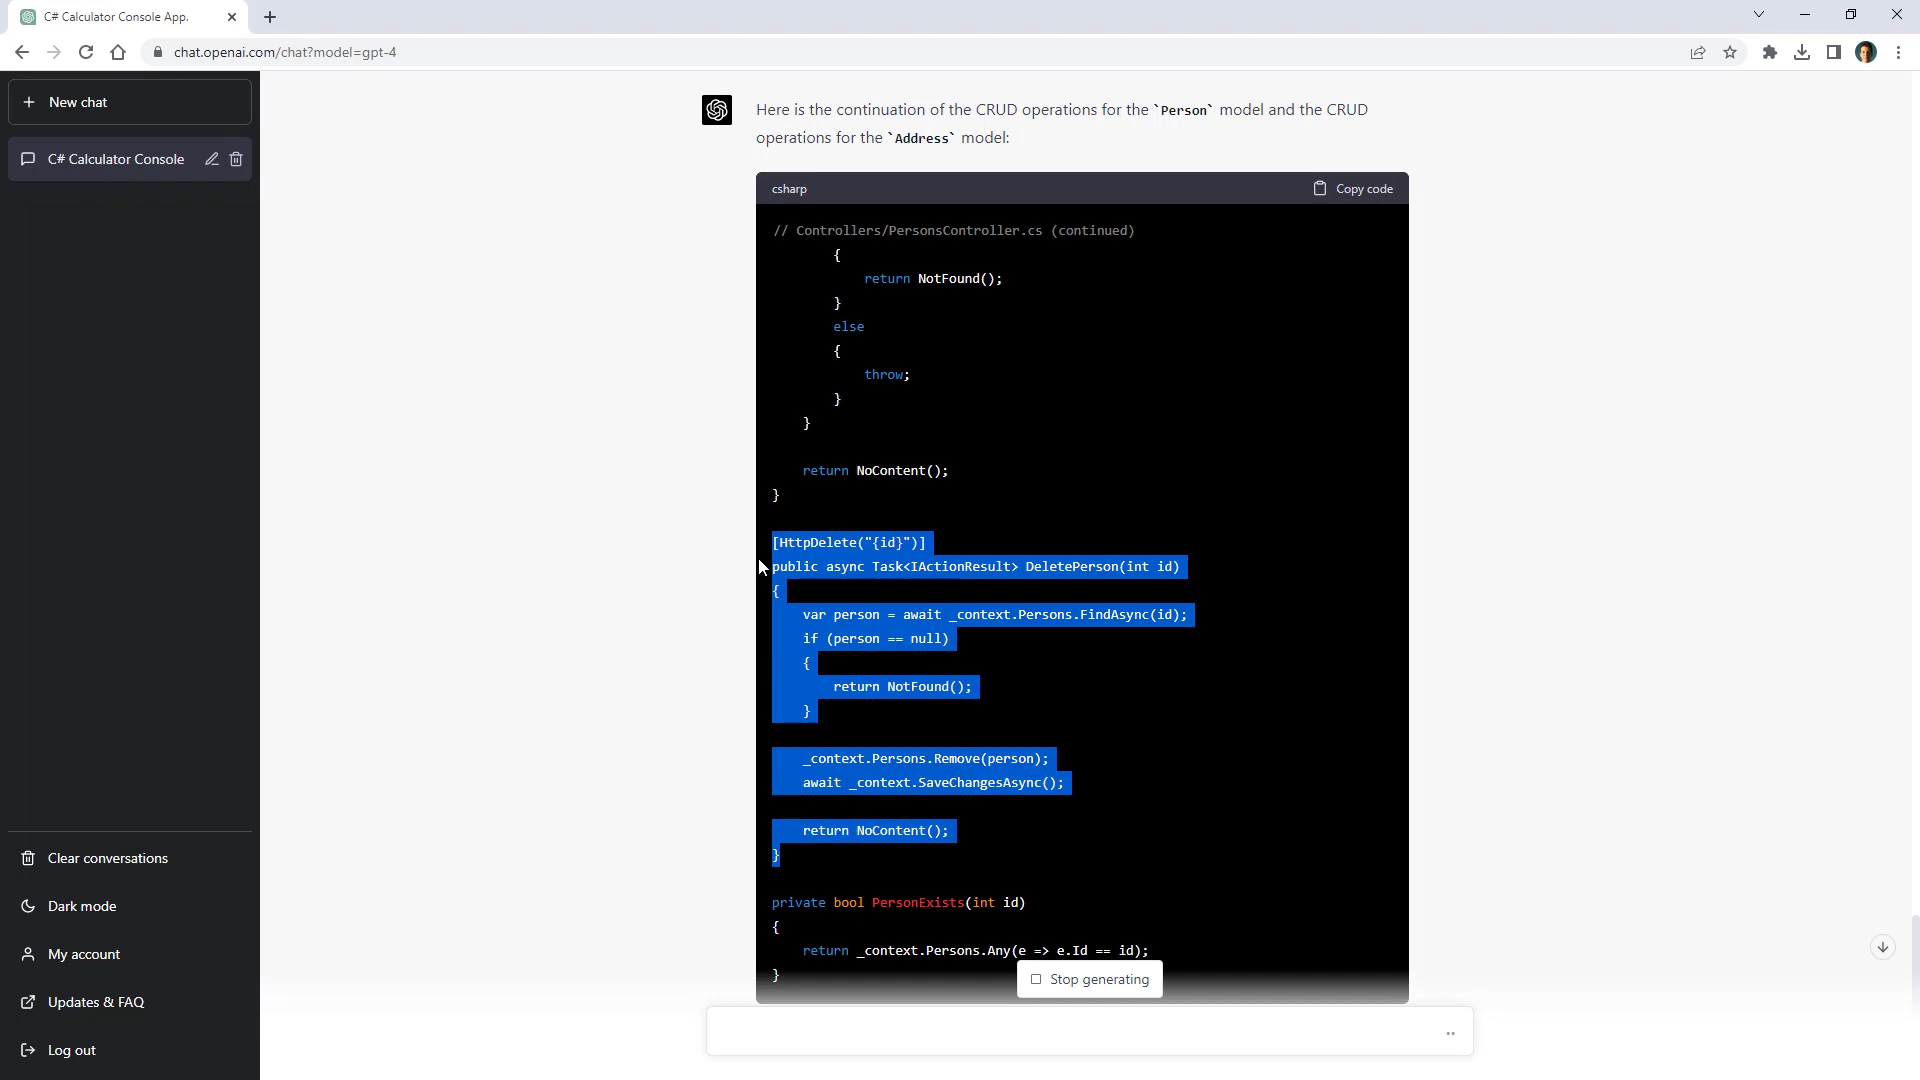 C# Calculator Console App.
chat.openai.com/chat?model=gpt-4
New chat
C# Calculator Console
Here is the continuation of the CRUD operations for the `Person` model and the CRUD
operations for the `Address` model:
csharp
Copy code
// Controllers/PersonsController.cs (continued)
        {
            return NotFound();
        }
        else
        {
            throw;
        }
    }
    return NoContent();
}
[HttpDelete("{id}")]
public async Task<IActionResult> DeletePerson(int id)
{
    var person = await _context.Persons.FindAsync(id);
    if (person == null)
    {
        return NotFound();
    }
    _context.Persons.Remove(person);
    await _context.SaveChangesAsync();
    return NoContent();
}
private bool PersonExists(int id)
{
    return _context.Persons.Any(e => e.Id == id);
}
Stop generating
Clear conversations
Dark mode
My account
Updates & FAQ
Log out